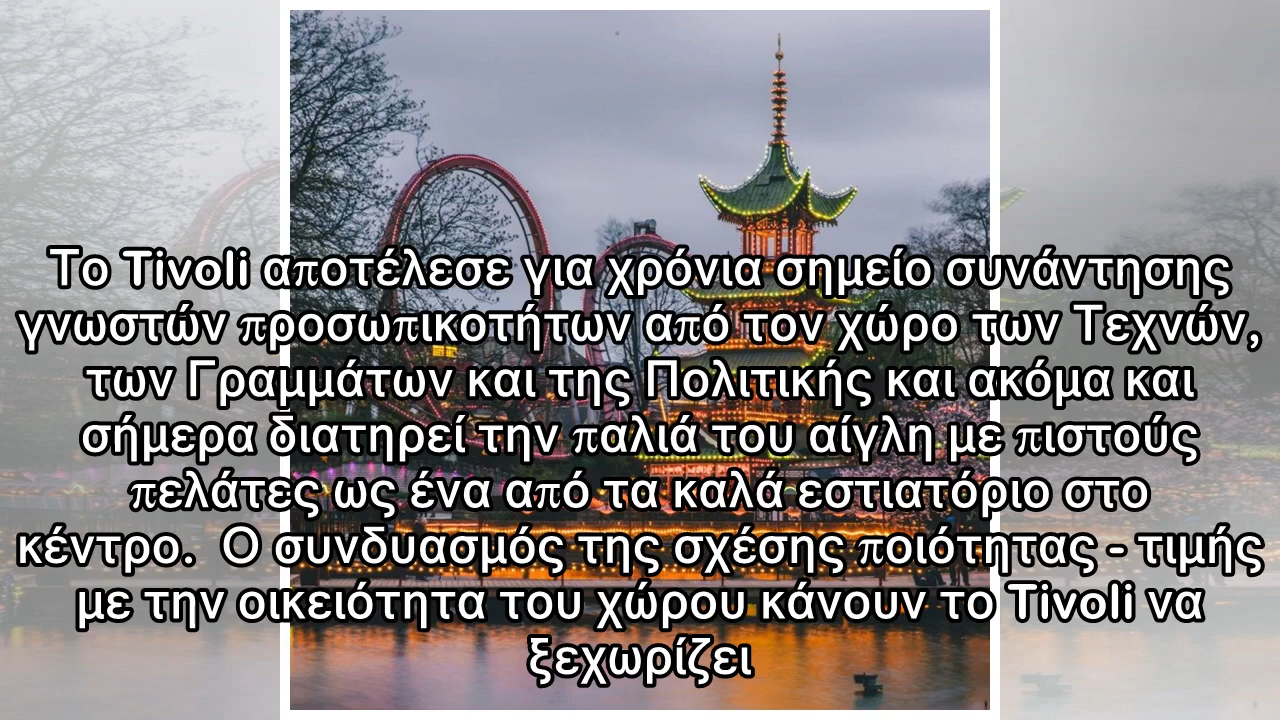 Το Tivoli αποτέλεσε για χρόνια σημείο συνάντησης
γνωστών προσωπικοτήτων από τον χώρο των Τεχνών,
των Γραμμάτων και της Πολιτικής και ακόμα και
σήμερα διατηρεί την παλιά του αίγλη με πιστούς
πελάτες ως ένα από τα καλά εστιατόριο στο
κέντρο.  Ο συνδυασμός της σχέσης ποιότητας - τιμής
με την οικειότητα του χώρου κάνουν το Tivoli να
ξεχωρίζει